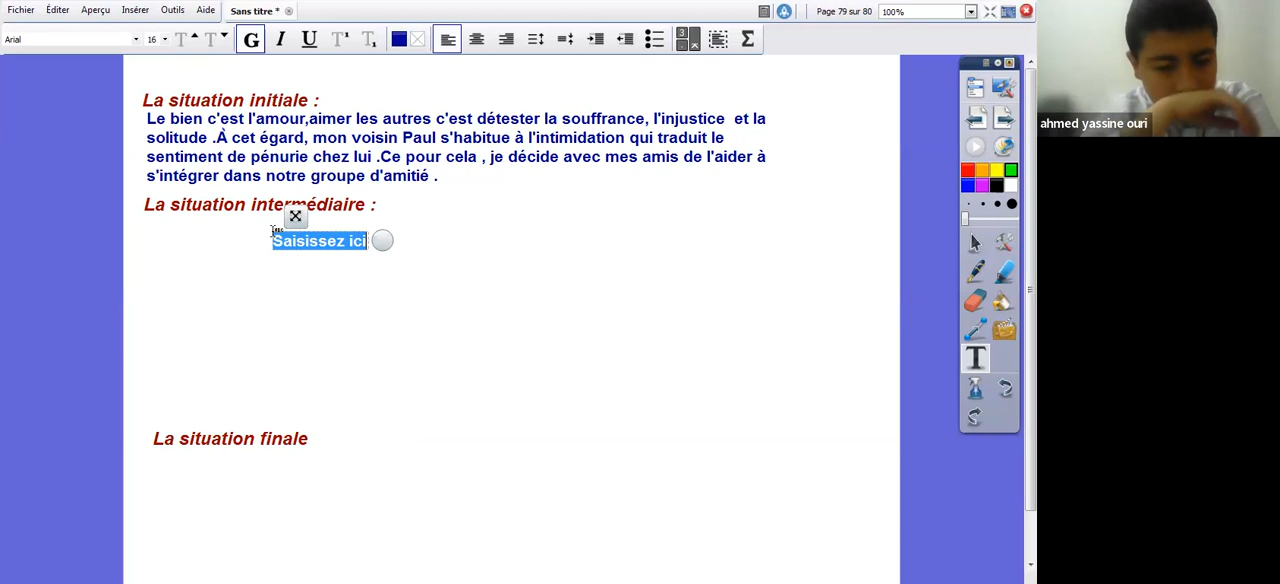 Fichier Éditer Aperçu Insérer Outils Aide Sans titre * Page 79 sur 80 100%
Arial 16 G I U T¹ T₁ 3 Σ
La situation initiale :
Le bien c'est l'amour,aimer les autres c'est détester la souffrance, l'injustice et la
solitude .À cet égard, mon voisin Paul s'habitue à l'intimidation qui traduit le
sentiment de pénurie chez lui .Ce pour cela , je décide avec mes amis de l'aider à
s'intégrer dans notre groupe d'amitié .
La situation intermédiaire :
Saisissez ici
La situation finale
T
ahmed yassine ouri